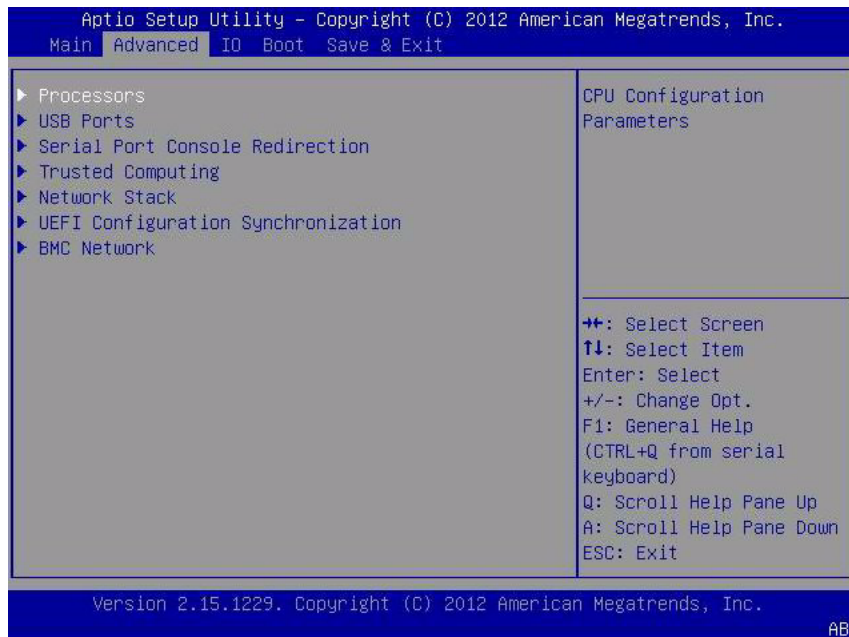 Aptio Setup Utility – Copyright (C) 2012 American Megatrends, Inc.
Main Advanced IO Boot Save & Exit
▶ Processors
▶ USB Ports
▶ Serial Port Console Redirection
▶ Trusted Computing
▶ Network Stack
▶ UEFI Configuration Synchronization
▶ BMC Network
CPU Configuration
Parameters
→←: Select Screen
↑↓: Select Item
Enter: Select
+/-: Change Opt.
F1: General Help
(CTRL+Q from serial
keyboard)
Q: Scroll Help Pane Up
A: Scroll Help Pane Down
ESC: Exit
Version 2.15.1229. Copyright (C) 2012 American Megatrends, Inc.
AB